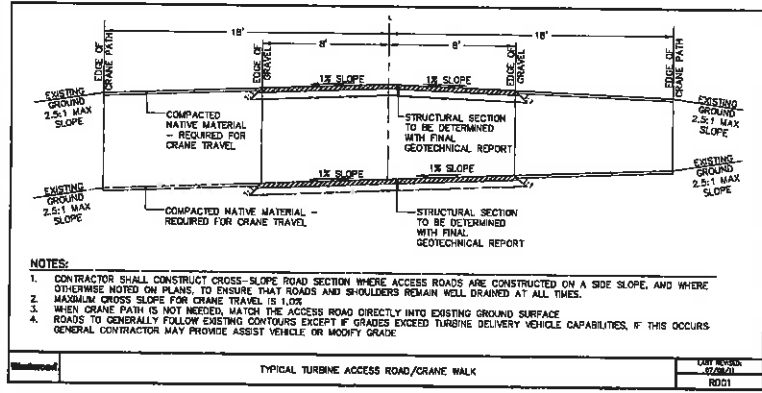 18' 18'
8' 8'
EDGE OF
CRANE PATH
EDGE OF
GRAVEL
EDGE OF
GRAVEL
EDGE OF
CRANE PATH
1% SLOPE 1% SLOPE
EXISTING
GROUND
2.5:1 MAX
SLOPE
COMPACTED
NATIVE MATERIAL
- REQUIRED FOR
CRANE TRAVEL
STRUCTURAL SECTION
TO BE DETERMINED
WITH FINAL
GEOTECHNICAL REPORT
EXISTING
GROUND
2.5:1 MAX
SLOPE
1% SLOPE 1% SLOPE
EXISTING
GROUND
2.5:1 MAX
SLOPE
COMPACTED NATIVE MATERIAL -
REQUIRED FOR CRANE TRAVEL
STRUCTURAL SECTION
TO BE DETERMINED
WITH FINAL
GEOTECHNICAL REPORT
EXISTING
GROUND
2.5:1 MAX
SLOPE
NOTES:
1. CONTRACTOR SHALL CONSTRUCT CROSS-SLOPE ROAD SECTION WHERE ACCESS ROADS ARE CONSTRUCTED ON A SIDE SLOPE, AND WHERE
OTHERWISE NOTED ON PLANS, TO ENSURE THAT ROADS AND SHOULDERS REMAIN WELL DRAINED AT ALL TIMES.
2. MAXIMUM CROSS SLOPE FOR CRANE TRAVEL IS 1.0%
3. WHEN CRANE PATH IS NOT NEEDED, MATCH THE ACCESS ROAD DIRECTLY INTO EXISTING GROUND SURFACE
4. ROADS TO GENERALLY FOLLOW EXISTING CONTOURS EXCEPT IF GRADES EXCEED TURBINE DELIVERY VEHICLE CAPABILITIES, IF THIS OCCURS
GENERAL CONTRACTOR MAY PROVIDE ASSIST VEHICLE OR MODIFY GRADE
Westwood
TYPICAL TURBINE ACCESS ROAD/CRANE WALK
LAST REVISED:
RD01